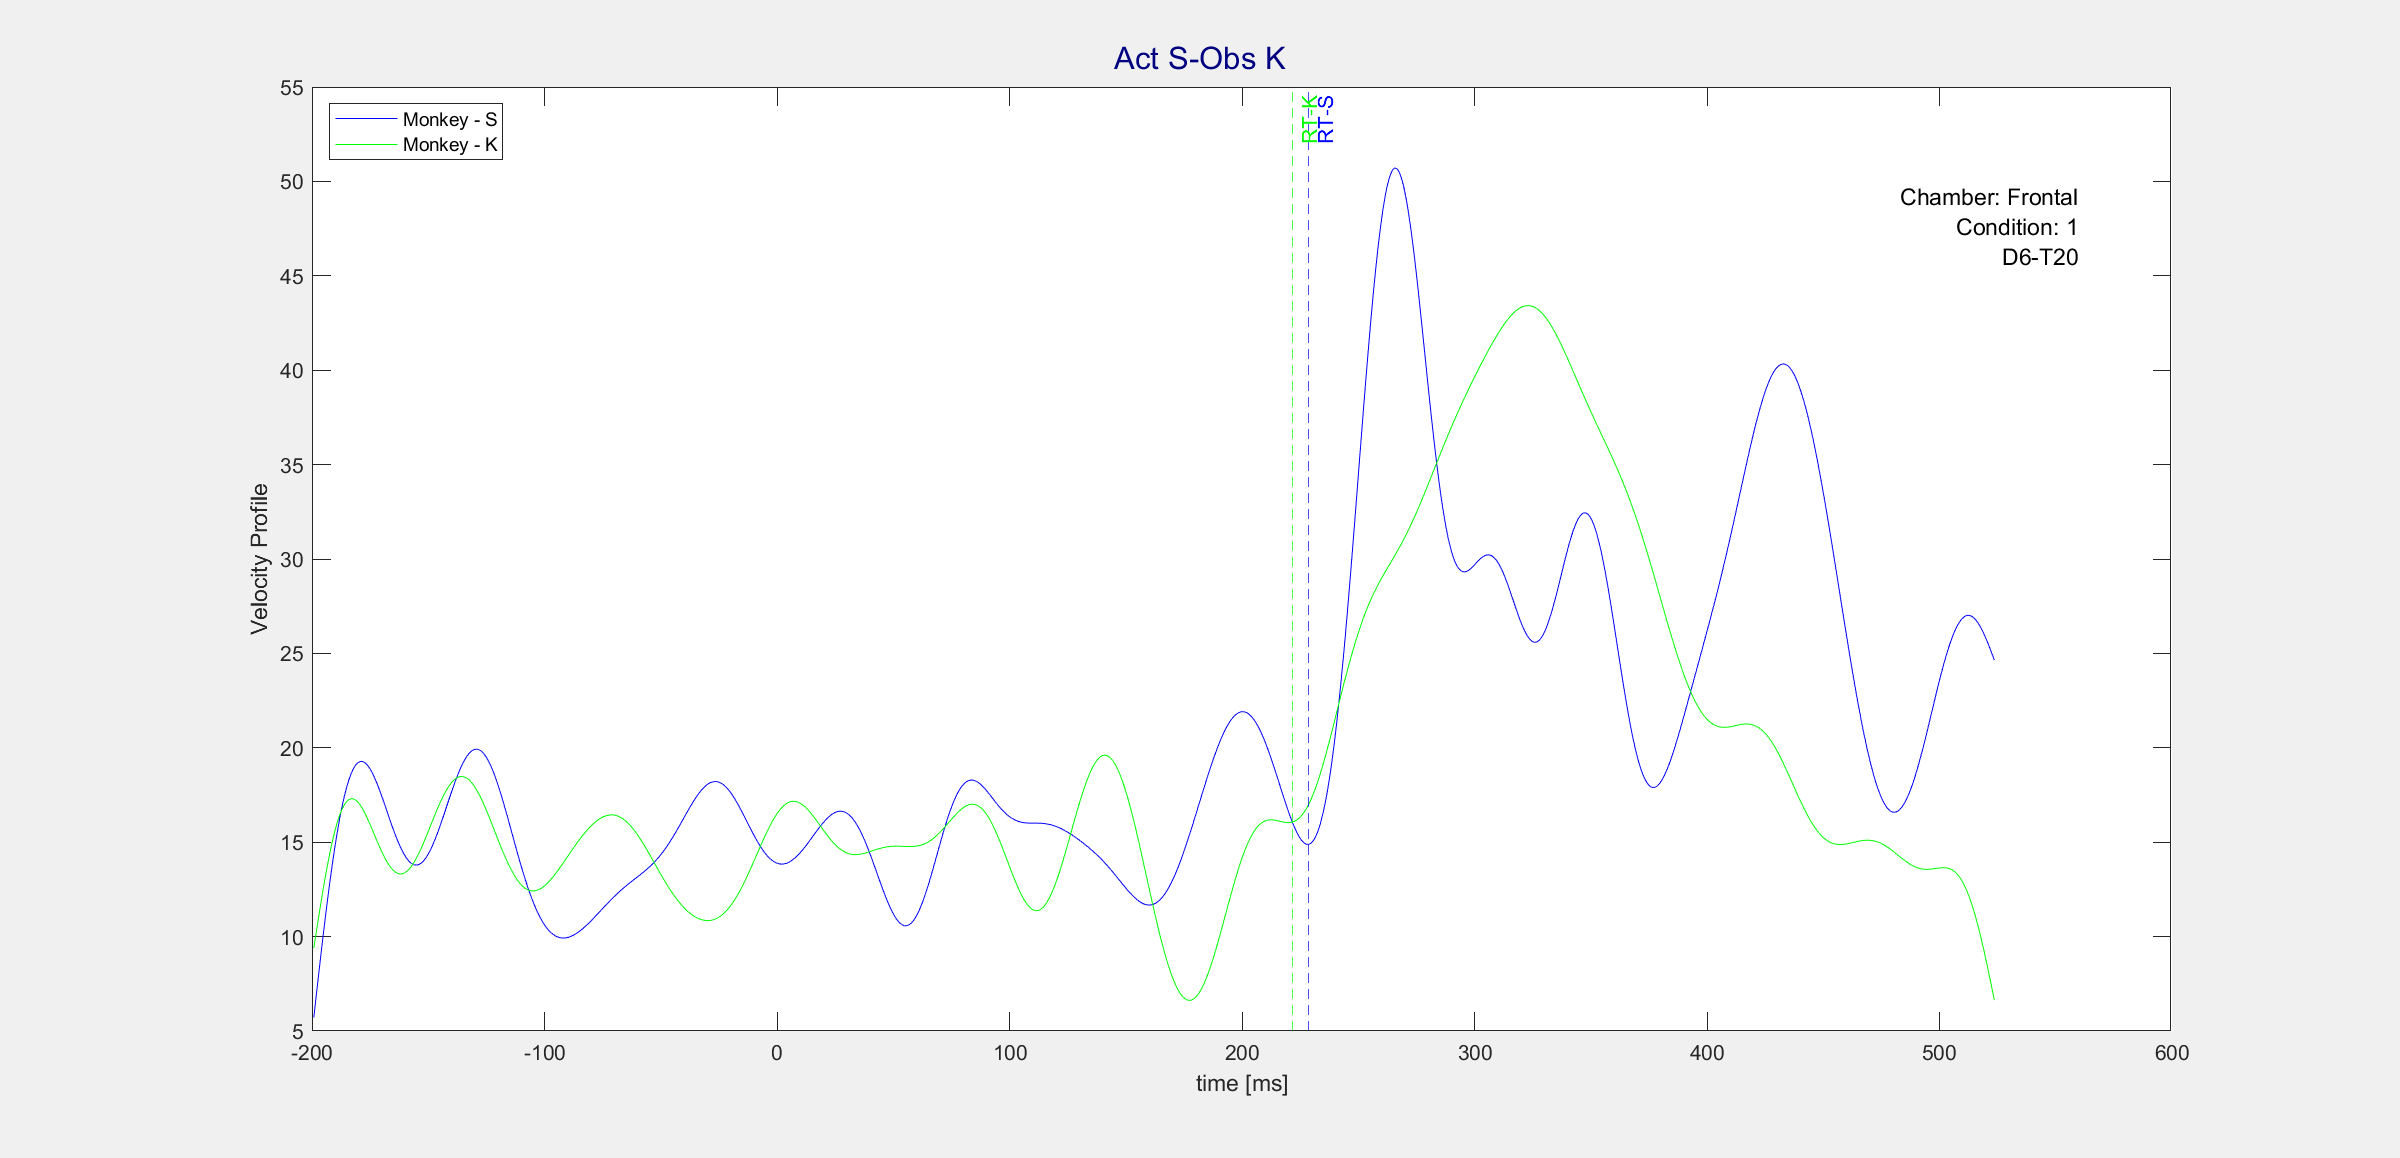 Act S-Obs K
55
50
45
40
35
30
25
20
15
10
5
Velocity Profile
Monkey - S
Monkey - K
RT-K
RT-S
Chamber: Frontal
Condition: 1
D6-T20
-200
-100
0
100
200
300
400
500
600
time [ms]